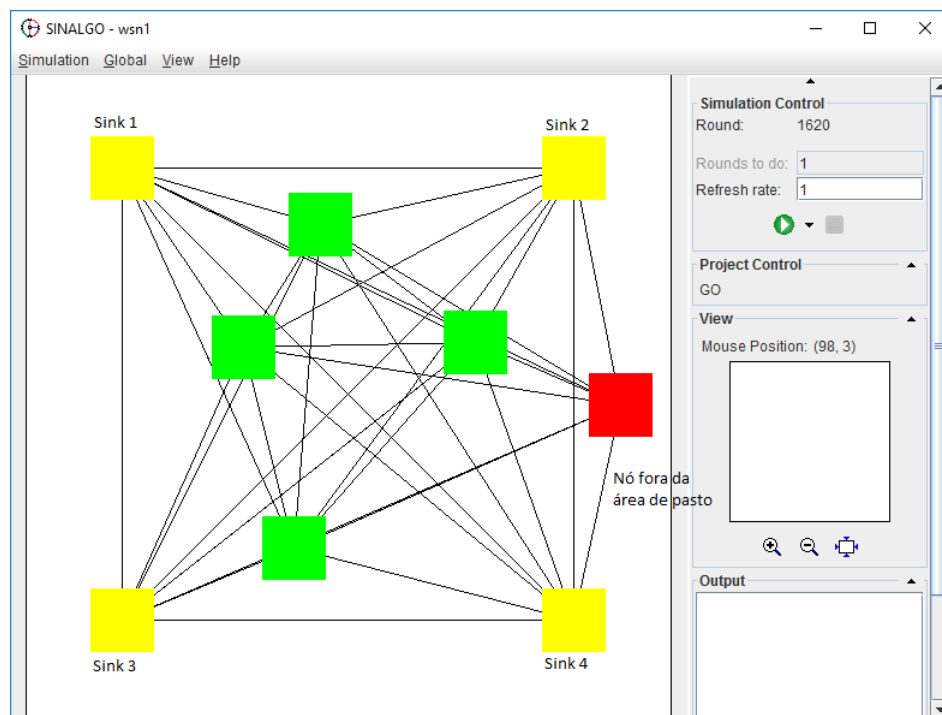 SINALGO - wsn1
Simulation Global View Help
Sink 1
Sink 2
Nó fora da
área de pasto
Sink 3
Sink 4
Simulation Control
Round: 1620
Rounds to do: 1
Refresh rate: 1
Project Control
GO
View
Mouse Position: (98, 3)
Output